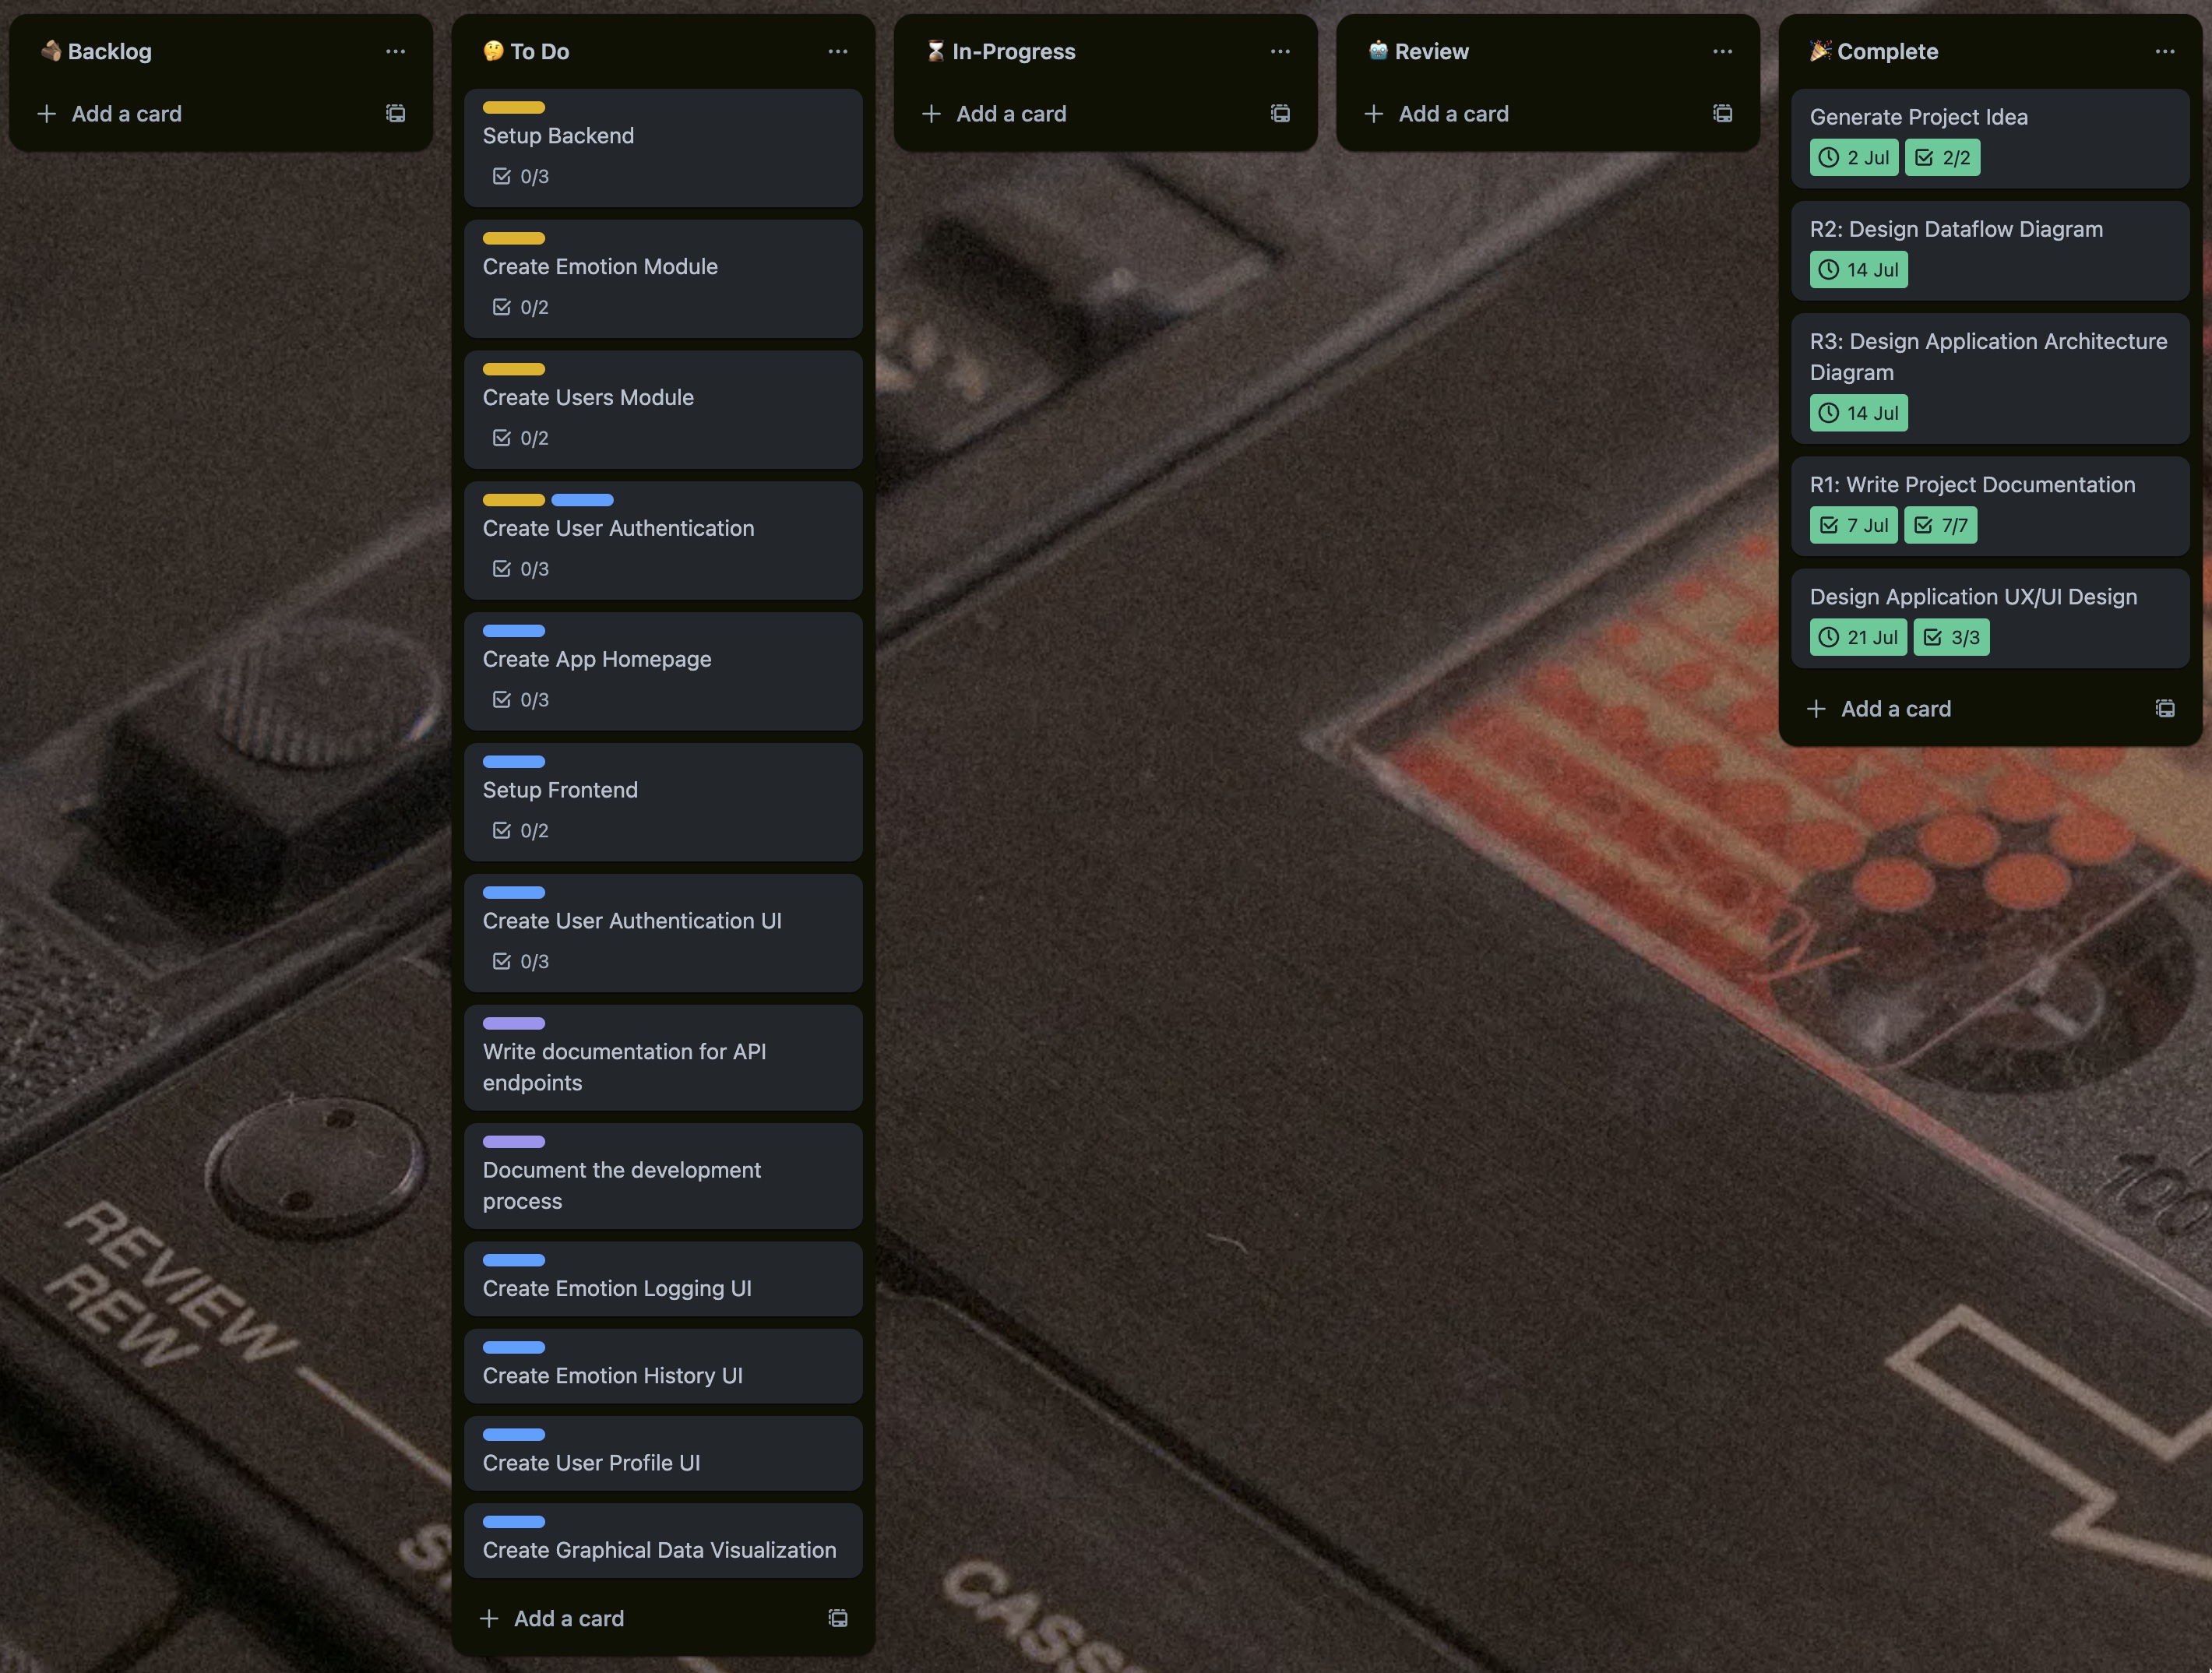 Backlog
Add a card
To Do
Setup Backend
0/3
Create Emotion Module
0/2
Create Users Module
0/2
Create User Authentication
0/3
Create App Homepage
0/3
Setup Frontend
0/2
Create User Authentication UI
0/3
Write documentation for API
endpoints
Document the development
process
Create Emotion Logging UI
Create Emotion History UI
Create User Profile UI
Create Graphical Data Visualization
Add a card
In-Progress
Add a card
Review
Add a card
Complete
Generate Project Idea
2 Jul 2/2
R2: Design Dataflow Diagram
14 Jul
R3: Design Application Architecture
Diagram
14 Jul
R1: Write Project Documentation
7 Jul 7/7
Design Application UX/UI Design
21 Jul 3/3
Add a card
REVIEW
REW
100